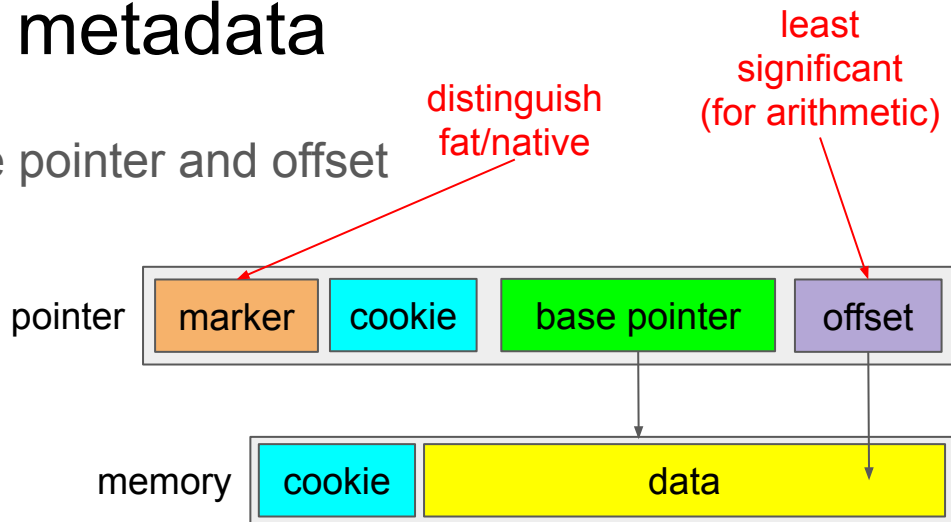 metadata
least
significant
(for arithmetic)
distinguish
fat/native
pointer and offset
pointer
marker
cookie
base pointer
offset
memory
cookie
data